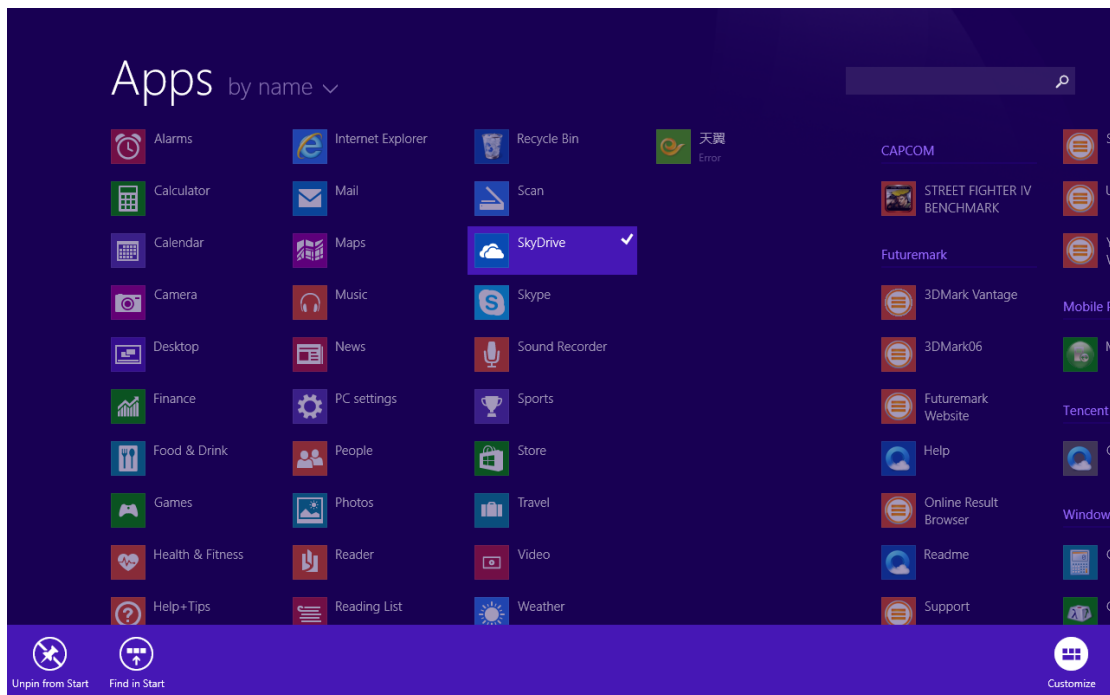 Apps by name
Alarms
Calculator
Calendar
Camera
Desktop
Finance
Food & Drink
Games
Health & Fitness
Help+Tips
Internet Explorer
Mail
Maps
Music
News
PC settings
People
Photos
Reader
Reading List
Recycle Bin
Scan
SkyDrive
Skype
Sound Recorder
Sports
Store
Travel
Video
Weather
天翼
Error
CAPCOM
STREET FIGHTER IV
BENCHMARK
Futuremark
3DMark Vantage
3DMark06
Futuremark
Website
Help
Online Result
Browser
Readme
Support
Mobile
Tencent
Window
Unpin from Start
Find in Start
Customize